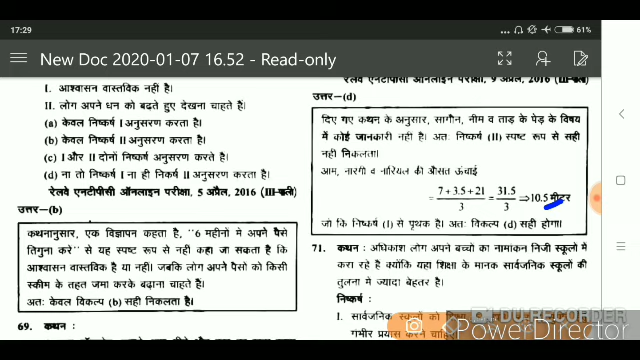 17:29
61%
New Doc 2020-01-07 16.52 - Read-only
I. आश्वासन वास्तविक नहीं है।
II. लोग अपने धन को बढते हुए देखना चाहते हैं।
(a) केवल निष्कर्ष I अनुसरण करता है।
(b) केवल निष्कर्ष II अनुसरण करता है।
(c) I और II दोनों निष्कर्ष अनुसरण करते है।
(d) ना तो निष्कर्ष I ना ही निष्कर्ष II अनुसरण करता है।
रेलवे एनटीपीसी ऑनलाइन परीक्षा, 5 अप्रैल, 2016 (III-पाली)
उत्तर-(b)
कथनानुसार, एक विज्ञापन कहता है, "6 महीनो मे अपने पैसे
तिगुना करे" से यह स्पष्ट रूप से नही कहा जा सकता है कि
आश्वासन वास्तविक है या नहीं। जबकि लोग अपने पैसो को किसी
स्कीम के तहत जमा करके बढ़ाना चाहते है।
अतः केवल विकल्प (b) सही निकलता है।
69. कथन :
रेलवे एनटीपीसी ऑनलाइन परीक्षा, 9 अप्रैल, 2016 (III-पाली)
उत्तर-(d)
दिए गए कथन के अनुसार, सागौन, नीम व ताड के पेड़ के विषय
में कोई जानकारी नही है। अतः निष्कर्ष (II) स्पष्ट रूप से सही
नही निकलता।
आम, नारगी व नारियल की औसत ऊंचाई
= 7 + 3.5 + 21 / 3 = 31.5 / 3 ⇒ 10.5 मीटर
जो कि निष्कर्ष (I) से पृथक है। अतः विकल्प (d) सही होगा।
71. कथन : अधिकाश लोग अपने बच्चो का नामाकन निजी स्कूलो मे
करा रहे है क्योंकि यहा शिक्षा के मानक सार्वजनिक स्कूलों की
तुलना मे ज्यादा बेहतर है।
निष्कर्ष :
I. सार्वजनिक स्कूलों को
गंभीर प्रयास करने चाहिए
DU RECORDER
PowerDirector